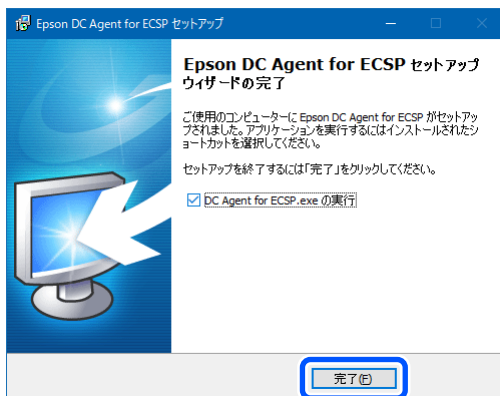 Epson DC Agent for ECSP セットアップ
Epson DC Agent for ECSP セットアップ
ウィザードの完了
ご使用のコンピューターに Epson DC Agent for ECSP がセットアッ
プされました。アプリケーションを実行するにはインストールされたシ
ョートカットを選択してください。
セットアップを終了するには「完了」をクリックしてください。
DC Agent for ECSP.exe の実行
完了(F)